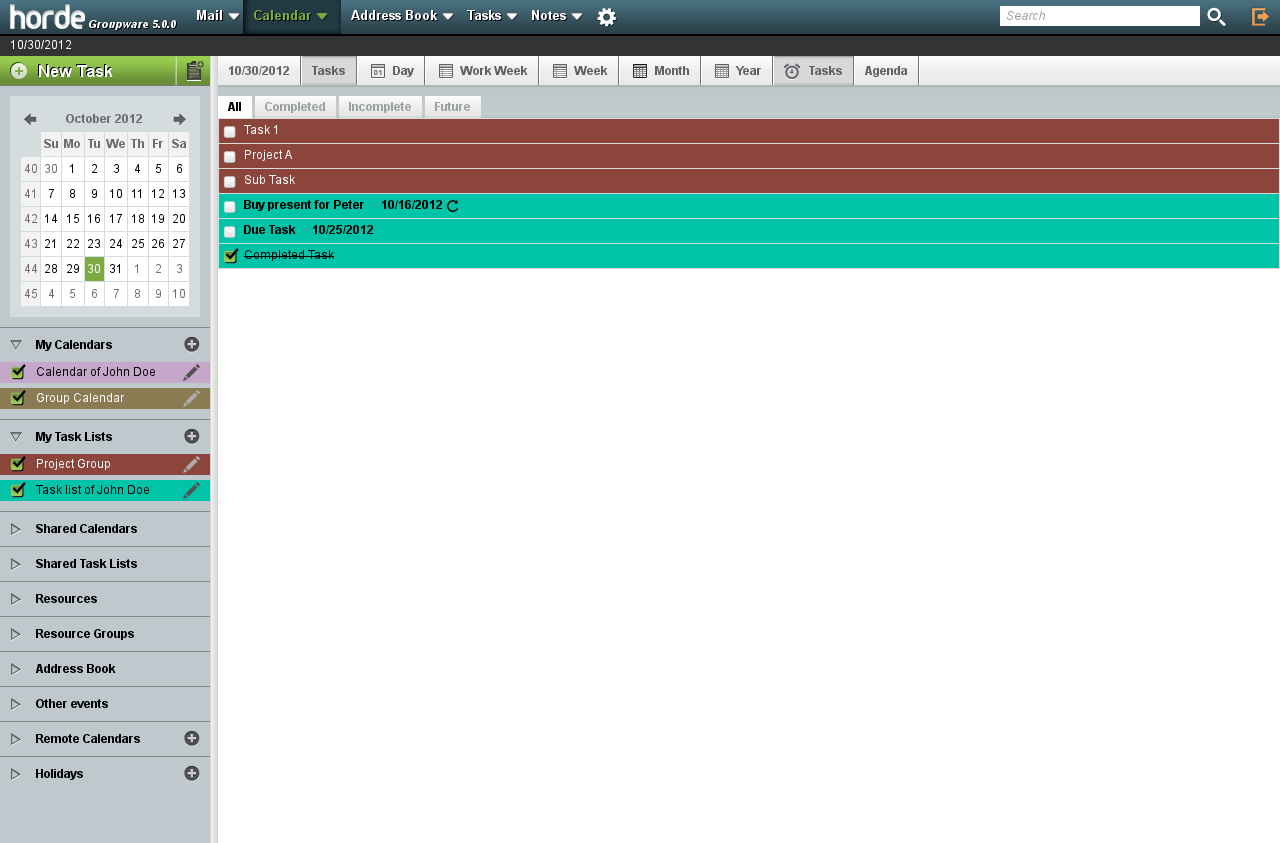 horde Groupware 5.0.0 Mail Calendar Address Book Tasks Notes Search
10/30/2012
New Task
10/30/2012 Tasks Day Work Week Week Month Year Tasks Agenda
All Completed Incomplete Future
October 2012
Su Mo Tu We Th Fr Sa
40 30 1 2 3 4 5 6
41 7 8 9 10 11 12 13
42 14 15 16 17 18 19 20
43 21 22 23 24 25 26 27
44 28 29 30 31 1 2 3
45 4 5 6 7 8 9 10
My Calendars
Calendar of John Doe
Group Calendar
My Task Lists
Project Group
Task list of John Doe
Shared Calendars
Shared Task Lists
Resources
Resource Groups
Address Book
Other events
Remote Calendars
Holidays
Task 1
Project A
Sub Task
Buy present for Peter 10/16/2012
Due Task 10/25/2012
Completed Task